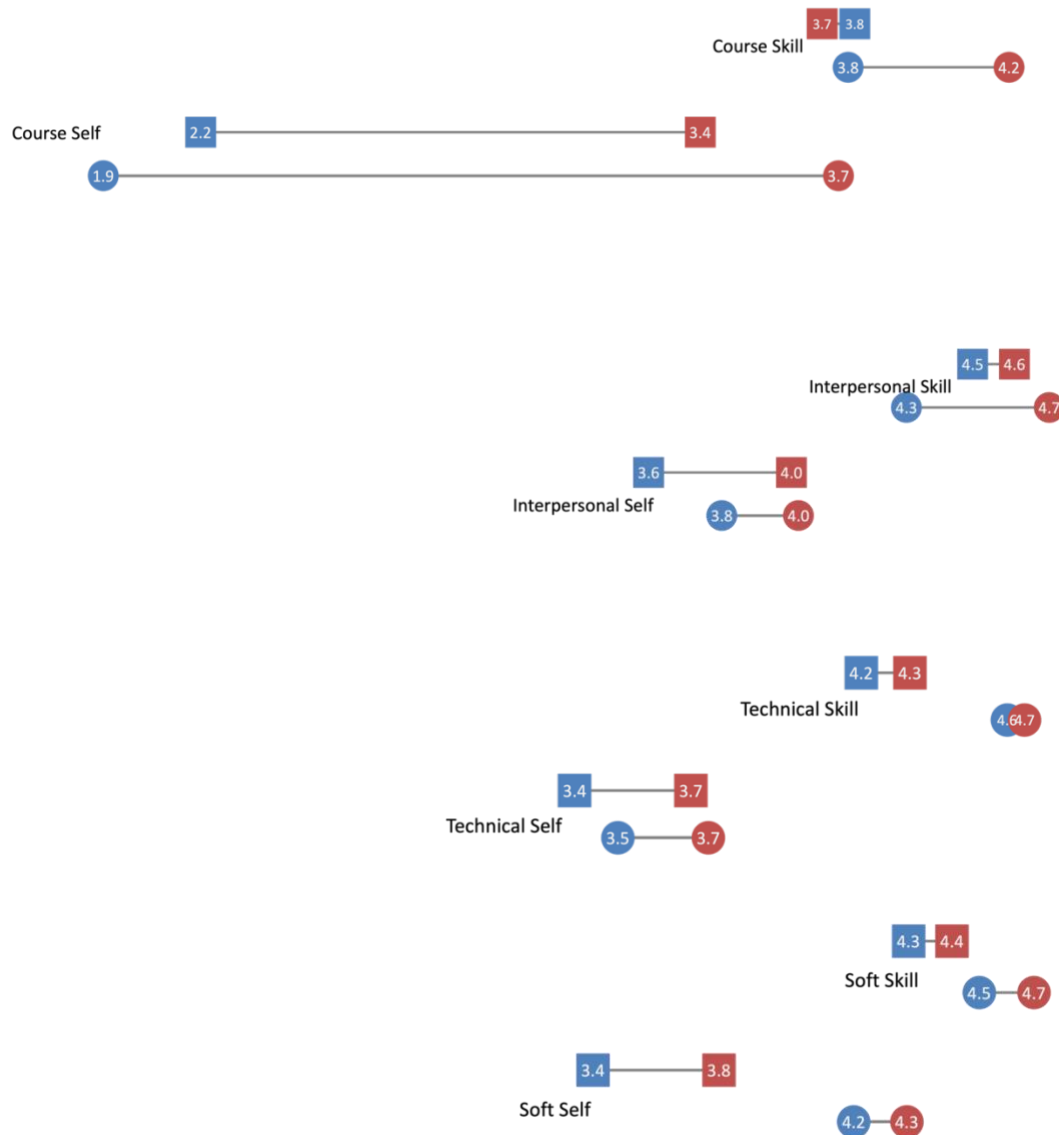 3.7 3.8
Course Skill
3.8 4.2
Course Self 2.2 3.4
1.9 3.7
4.5 4.6
Interpersonal Skill
4.3 4.7
3.6 4.0
Interpersonal Self
3.8 4.0
4.2 4.3
Technical Skill
4.6 4.7
3.4 3.7
Technical Self
3.5 3.7
4.3 4.4
Soft Skill
4.5 4.7
3.4 3.8
Soft Self
4.2 4.3